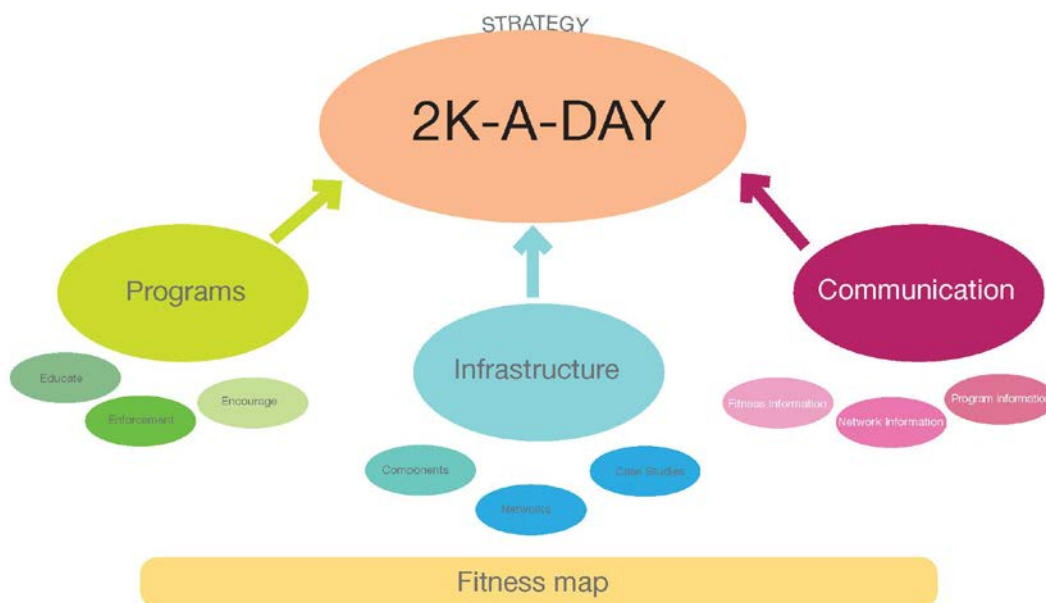 STRATEGY
2K-A-DAY
Programs
Communication
Infrastructure
Educate
Enforcement
Encourage
Fitness Information
Network Information
Program Information
Components
Networks
Case Studies
Fitness map